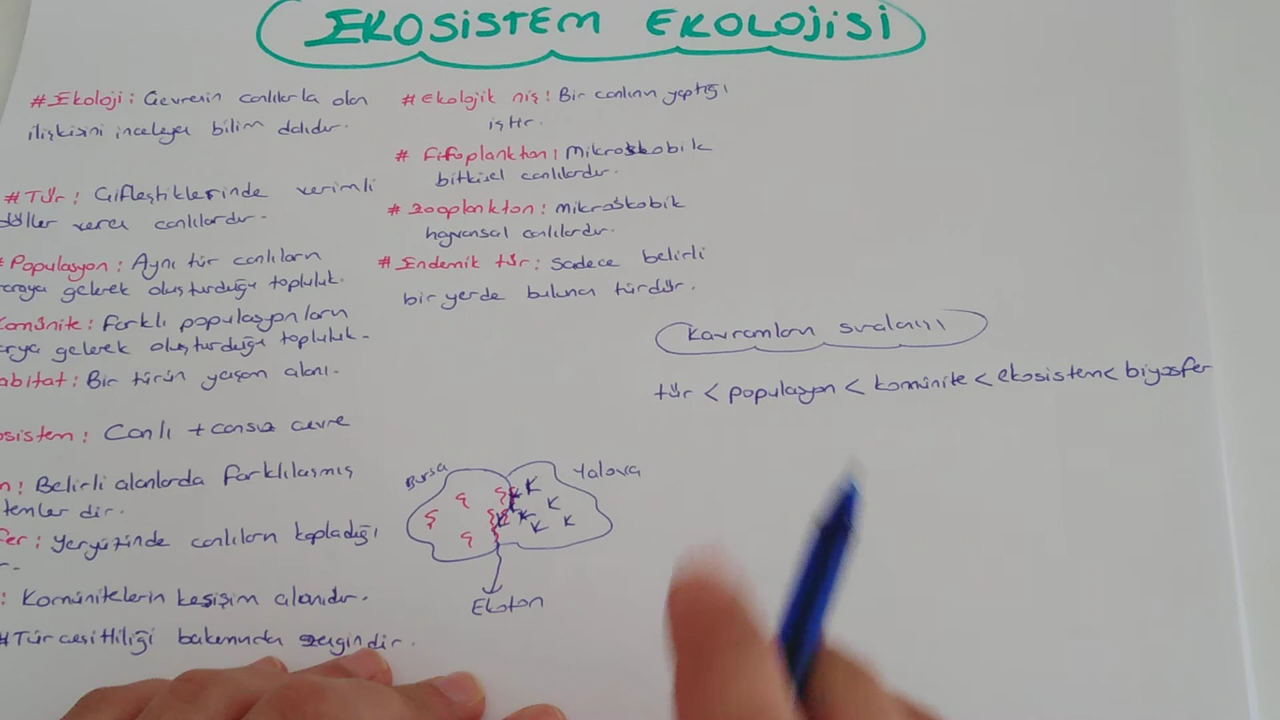 EKOSİSTEM EKOLOJİSİ
#Ekoloji: Çevrenin canlılarla olan
ilişkisini inceleyen bilim dalıdır.
#Tür: Çiftleştiklerinde verimli
döller veren canlılardır.
#Populasyon: Aynı tür canlıların
araya gelerek oluşturduğu topluluk.
Komünite: Farklı populasyonların
araya gelerek oluşturduğu topluluk.
abitat: Bir türün yaşam alanı.
osistem: Canlı + cansız çevre
Belirli alanlarda farklılaşmış
temler dir.
fer: Yeryüzünde canlıların kapladığı
: Komünitelerin kesişim alanıdır.
#Tür çeşitliliği bakımında zengindir.
#Ekolojik niş: Bir canlının yaptığı
iştir.
# Fitoplankton: Mikroskobik
bitkisel canlılardır.
# Zooplankton: mikroskobik
hayvansal canlılardır.
#Endemik tür: sadece belirli
bir yerde bulunan türdür.
Kavramların sıralanışı
tür < populasyon < komünite < ekosistem < biyosfer
Bursa
Yalova
Ç Ç Ç Ç
K K K K K K
Ekoton